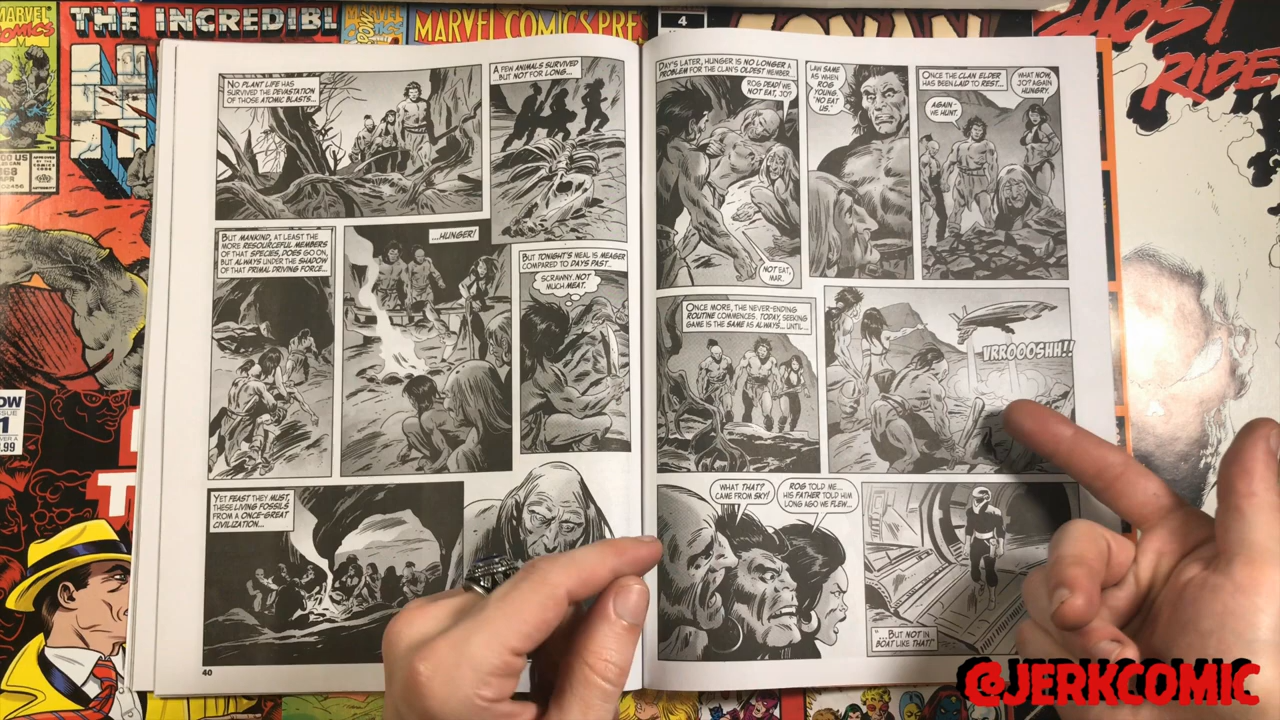 MARVEL
COMICS
THE INCREDIBL
MARVEL
MARVEL COMICS PRES
4
CONAN
GHOST
RIDE
NO PLANT LIFE HAS
SURVIVED THE DEVASTATION
OF THOSE ATOMIC BLASTS...
A FEW ANIMALS SURVIVED
...BUT NOT FOR LONG...
BUT MANKIND, AT LEAST THE
MORE RESOURCEFUL MEMBERS
OF THAT SPECIES, DOES GO ON,
BUT ALWAYS UNDER THE SHADOW
OF THAT PRIMAL DRIVING FORCE...
...HUNGER!
BUT TONIGHT'S MEAL IS MEAGER
COMPARED TO DAYS PAST...
SCRAWNY. NOT
MUCH MEAT.
YET FEAST THEY MUST,
THESE LIVING FOSSILS
FROM A ONCE-GREAT
CIVILIZATION...
40
DAYS LATER, HUNGER IS NO LONGER A
PROBLEM FOR THE CLAN'S OLDEST MEMBER...
ROG DEAD! WE
NOT EAT, JO?
NOT EAT,
MAR.
LAW SAME
AS WHEN
ROG
YOUNG.
"NO EAT
US."
ONCE THE CLAN ELDER
HAS BEEN LAID TO REST...
WHAT NOW,
JO? AGAIN
HUNGRY.
AGAIN--
WE HUNT.
ONCE MORE, THE NEVER-ENDING
ROUTINE COMMENCES. TODAY, SEEKING
GAME IS THE SAME AS ALWAYS... UNTIL...
VRROOOSHH!!
WHAT THAT?
CAME FROM SKY!
ROG TOLD ME...
HIS FATHER TOLD HIM
LONG AGO WE FLEW...
"...BUT NOT IN
BOAT LIKE THAT!"
@JERKCOMIC